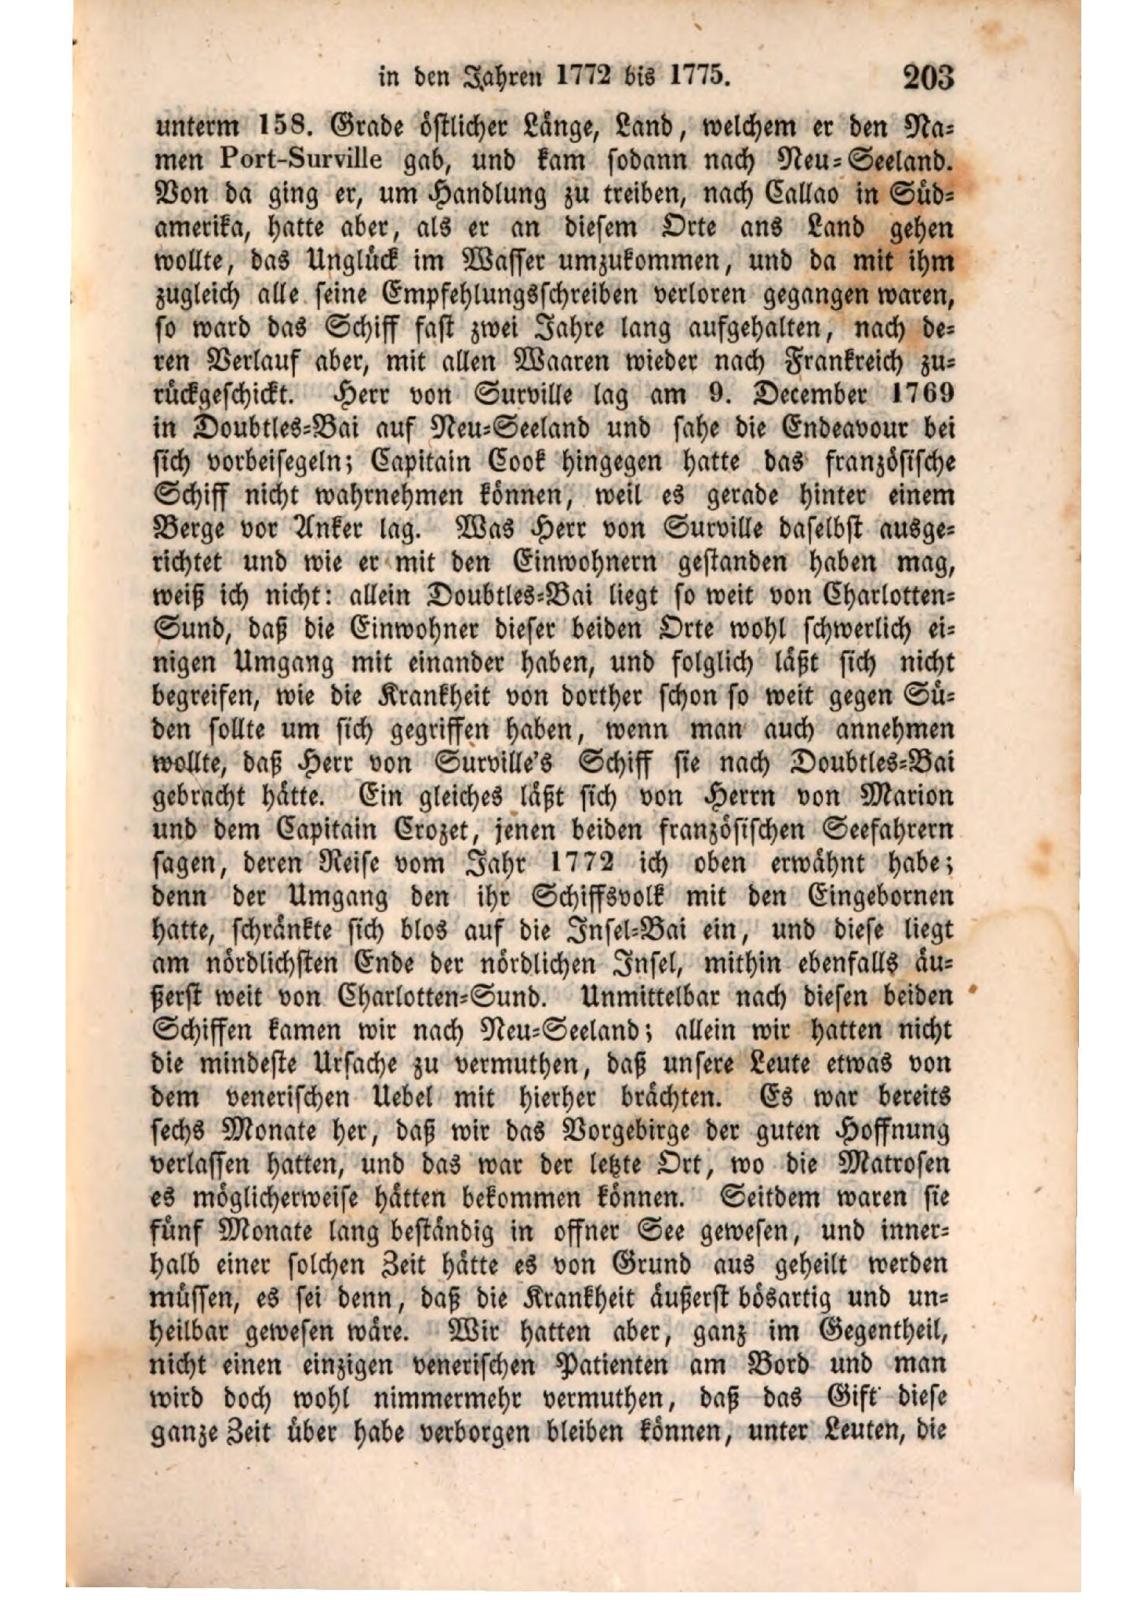 in den Jahren 1772 bis 1775. 203
unterm 158. Grade östlicher Länge, Land, welchem er den Na-
men Port-Surville gab, und kam sodann nach Neu-Seeland.
Von da ging er, um Handlung zu treiben, nach Callao in Süd-
amerika, hatte aber, als er an diesem Orte ans Land gehen
wollte, das Unglück im Wasser umzukommen, und da mit ihm
zugleich alle seine Empfehlungsschreiben verloren gegangen waren,
so ward das Schiff fast zwei Jahre lang aufgehalten, nach de-
ren Verlauf aber, mit allen Waaren wieder nach Frankreich zu-
rückgeschickt. Herr von Surville lag am 9. December 1769
in Doubtles-Bai auf Neu-Seeland und sahe die Endeavour bei
sich vorbeisegeln; Capitain Cook hingegen hatte das französische
Schiff nicht wahrnehmen können, weil es gerade hinter einem
Berge vor Anker lag. Was Herr von Surville daselbst ausge-
richtet und wie er mit den Einwohnern gestanden haben mag,
weiß ich nicht: allein Doubtles-Bai liegt so weit von Charlotten-
Sund, daß die Einwohner dieser beiden Orte wohl schwerlich ei-
nigen Umgang mit einander haben, und folglich läßt sich nicht
begreifen, wie die Krankheit von dorther schon so weit gegen Sü-
den sollte um sich gegriffen haben, wenn man auch annehmen
wollte, daß Herr von Surville's Schiff sie nach Doubtles-Bai
gebracht hätte. Ein gleiches läßt sich von Herrn von Marion
und dem Capitain Crozet, jenen beiden französischen Seefahrern
sagen, deren Reise vom Jahr 1772 ich oben erwähnt habe;
denn der Umgang den ihr Schiffsvolk mit den Eingebornen
hatte, schränkte sich blos auf die Insel-Bai ein, und diese liegt
am nördlichsten Ende der nördlichen Insel, mithin ebenfalls äu-
ßerst weit von Charlotten-Sund. Unmittelbar nach diesen beiden
Schiffen kamen wir nach Neu-Seeland; allein wir hatten nicht
die mindeste Ursache zu vermuthen, daß unsere Leute etwas von
dem venerischen Uebel mit hierher brächten. Es war bereits
sechs Monate her, daß wir das Vorgebirge der guten Hoffnung
verlassen hatten, und das war der letzte Ort, wo die Matrosen
es möglicherweise hätten bekommen können. Seitdem waren sie
fünf Monate lang beständig in offner See gewesen, und inner-
halb einer solchen Zeit hätte es von Grund aus geheilt werden
müssen, es sei denn, daß die Krankheit äußerst bösartig und un-
heilbar gewesen wäre. Wir hatten aber, ganz im Gegentheil,
nicht einen einzigen venerischen Patienten am Bord und man
wird doch wohl nimmermehr vermuthen, daß das Gift diese
ganze Zeit über habe verborgen bleiben können, unter Leuten, die